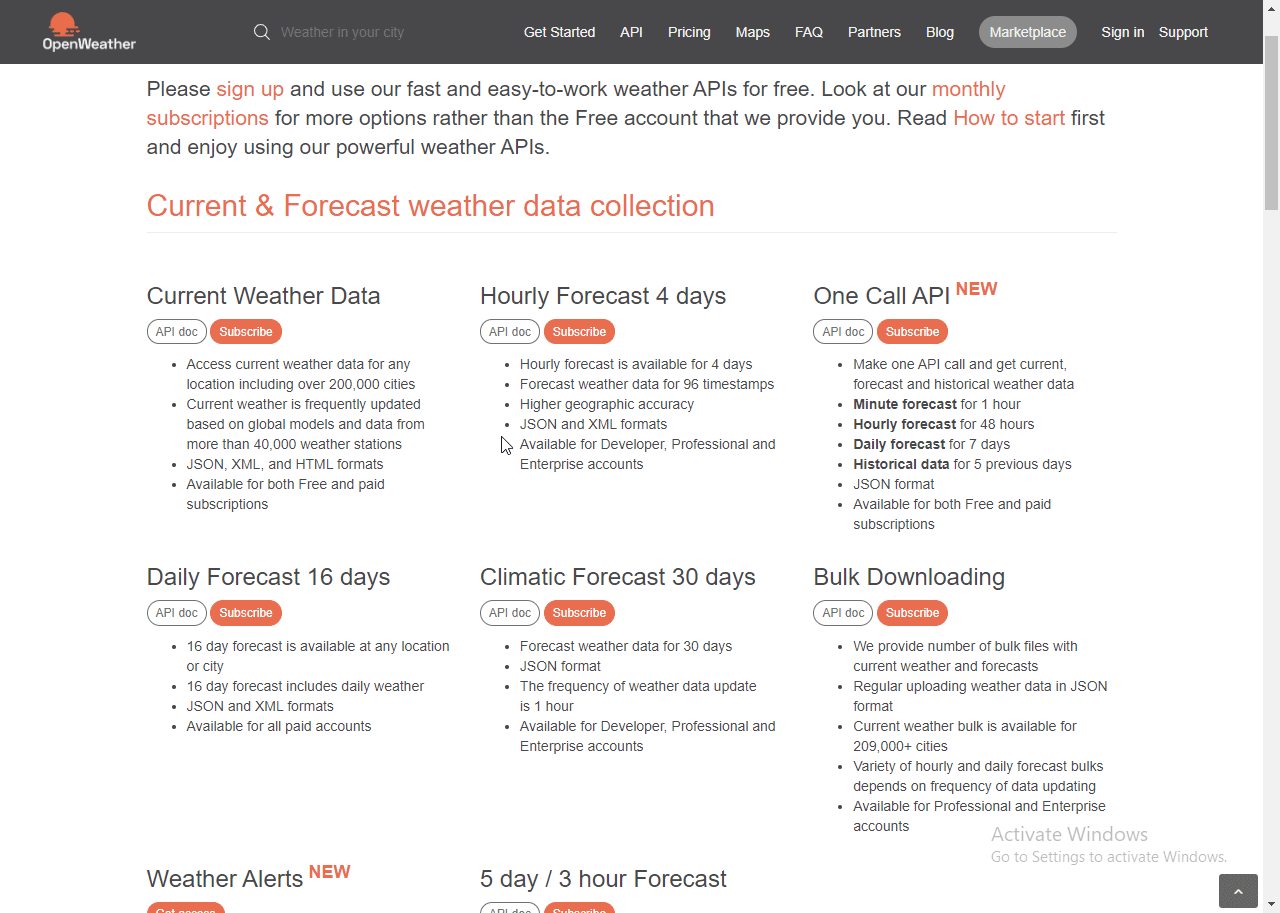 OpenWeather
Weather in your city
Get Started
API
Pricing
Maps
FAQ
Partners
Blog
Marketplace
Sign in
Support
Please sign up and use our fast and easy-to-work weather APIs for free. Look at our monthly
subscriptions for more options rather than the Free account that we provide you. Read How to start first
and enjoy using our powerful weather APIs.
Current & Forecast weather data collection
Current Weather Data
API doc Subscribe
• Access current weather data for any
location including over 200,000 cities
• Current weather is frequently updated
based on global models and data from
more than 40,000 weather stations
• JSON, XML, and HTML formats
• Available for both Free and paid
subscriptions
Hourly Forecast 4 days
API doc Subscribe
• Hourly forecast is available for 4 days
• Forecast weather data for 96 timestamps
• Higher geographic accuracy
• JSON and XML formats
• Available for Developer, Professional and
Enterprise accounts
One Call API NEW
API doc Subscribe
• Make one API call and get current,
forecast and historical weather data
• Minute forecast for 1 hour
• Hourly forecast for 48 hours
• Daily forecast for 7 days
• Historical data for 5 previous days
• JSON format
• Available for both Free and paid
subscriptions
Daily Forecast 16 days
API doc Subscribe
• 16 day forecast is available at any location
or city
• 16 day forecast includes daily weather
• JSON and XML formats
• Available for all paid accounts
Climatic Forecast 30 days
API doc Subscribe
• Forecast weather data for 30 days
• JSON format
• The frequency of weather data update
is 1 hour
• Available for Developer, Professional and
Enterprise accounts
Bulk Downloading
API doc Subscribe
• We provide number of bulk files with
current weather and forecasts
• Regular uploading weather data in JSON
format
• Current weather bulk is available for
209,000+ cities
• Variety of hourly and daily forecast bulks
depends on frequency of data updating
• Available for Professional and Enterprise
accounts
Weather Alerts NEW
Get access
5 day / 3 hour Forecast
API doc Subscribe
Activate Windows
Go to Settings to activate Windows.